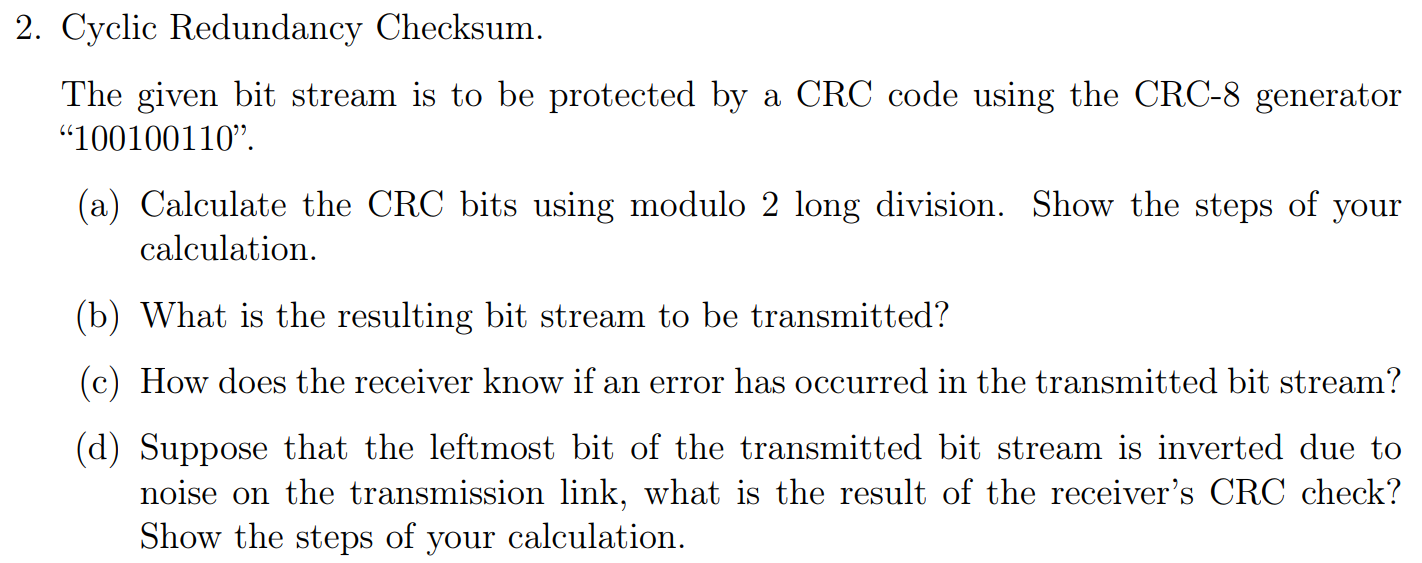 2. Cyclic Redundancy Checksum.
The given bit stream is to be protected by a CRC code using the CRC-8 generator
“100100110”.
(a) Calculate the CRC bits using modulo 2 long division. Show the steps of your
calculation.
(b) What is the resulting bit stream to be transmitted?
(c) How does the receiver know if an error has occurred in the transmitted bit stream?
(d) Suppose that the leftmost bit of the transmitted bit stream is inverted due to
noise on the transmission link, what is the result of the receiver’s CRC check?
Show the steps of your calculation.